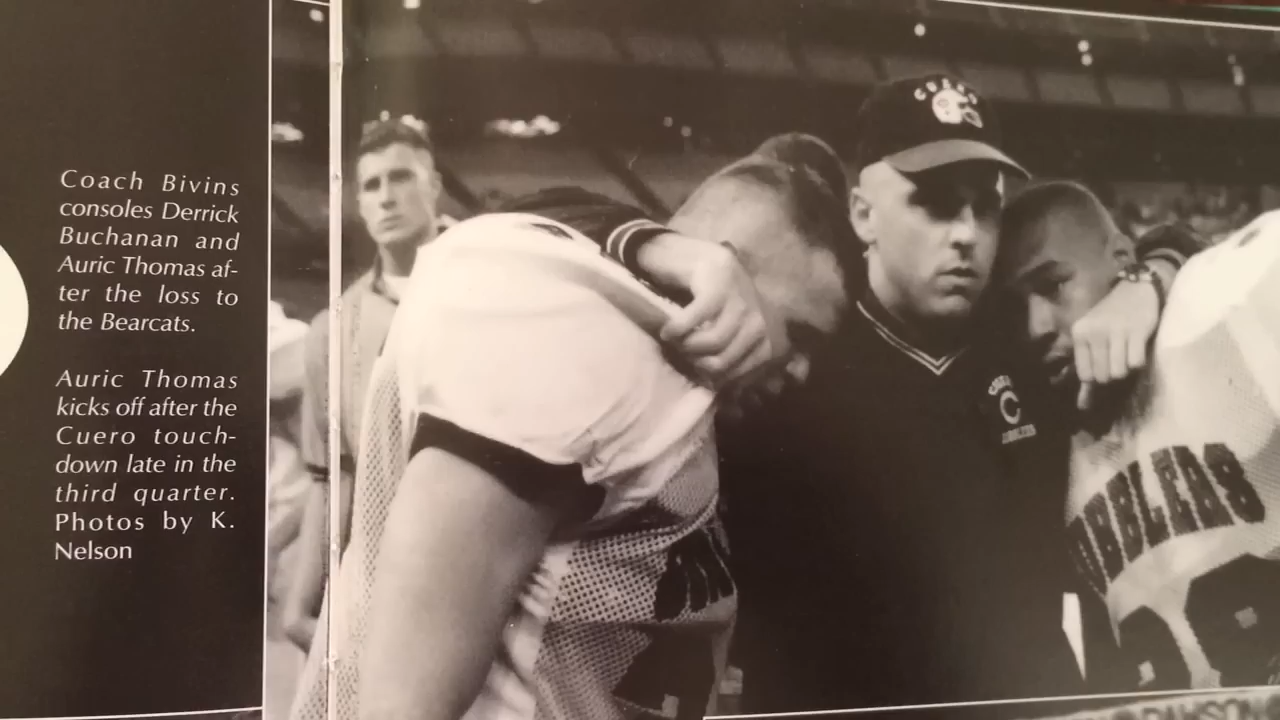 Coach Bivins
consoles Derrick
Buchanan and
Auric Thomas af-
ter the loss to
the Bearcats.
Auric Thomas
kicks off after the
Cuero touch-
down late in the
third quarter.
Photos by K.
Nelson
CUERO
C